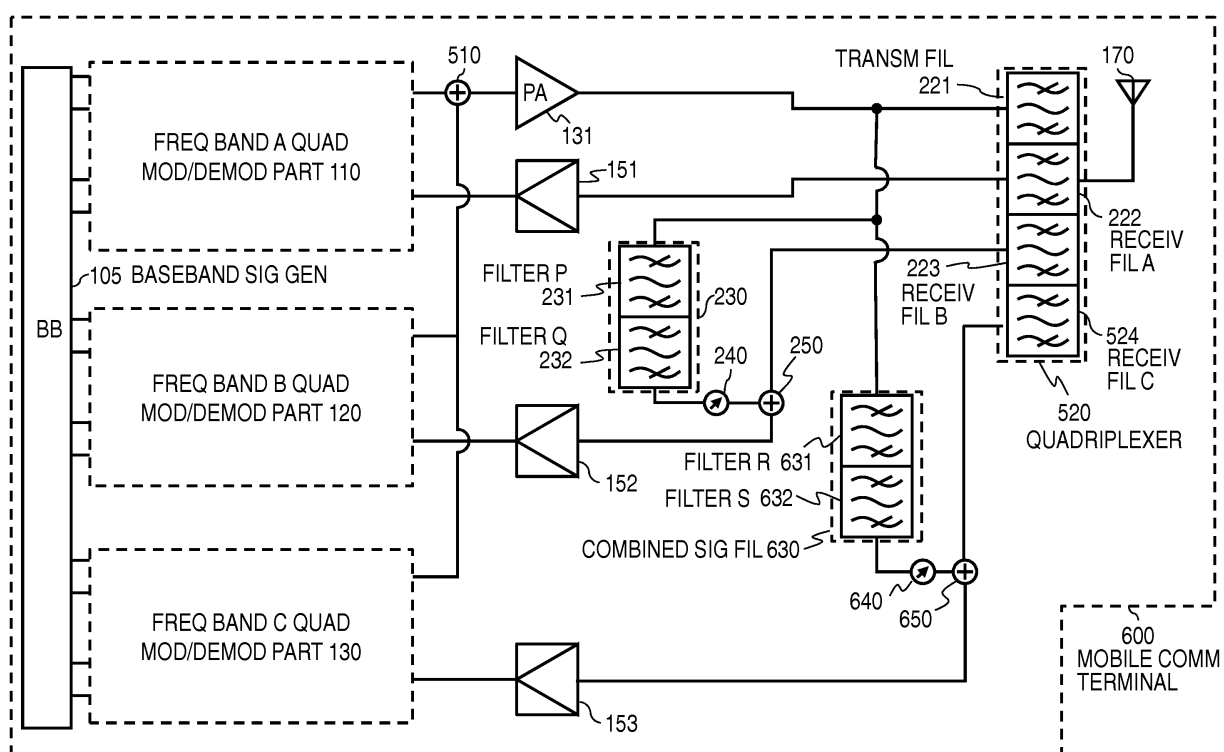 510
TRANSM FIL
221
170
PA
131
FREQ BAND A QUAD
MOD/DEMOD PART 110
151
222
RECEIV
FIL A
105 BASEBAND SIG GEN
FILTER P
231
230
223
RECEIV
FIL B
BB
FILTER Q
232
240
250
524
RECEIV
FIL C
FREQ BAND B QUAD
MOD/DEMOD PART 120
520
QUADRIPLEXER
152
FILTER R 631
FILTER S 632
COMBINED SIG FIL 630
FREQ BAND C QUAD
MOD/DEMOD PART 130
640
650
600
MOBILE COMM
TERMINAL
153